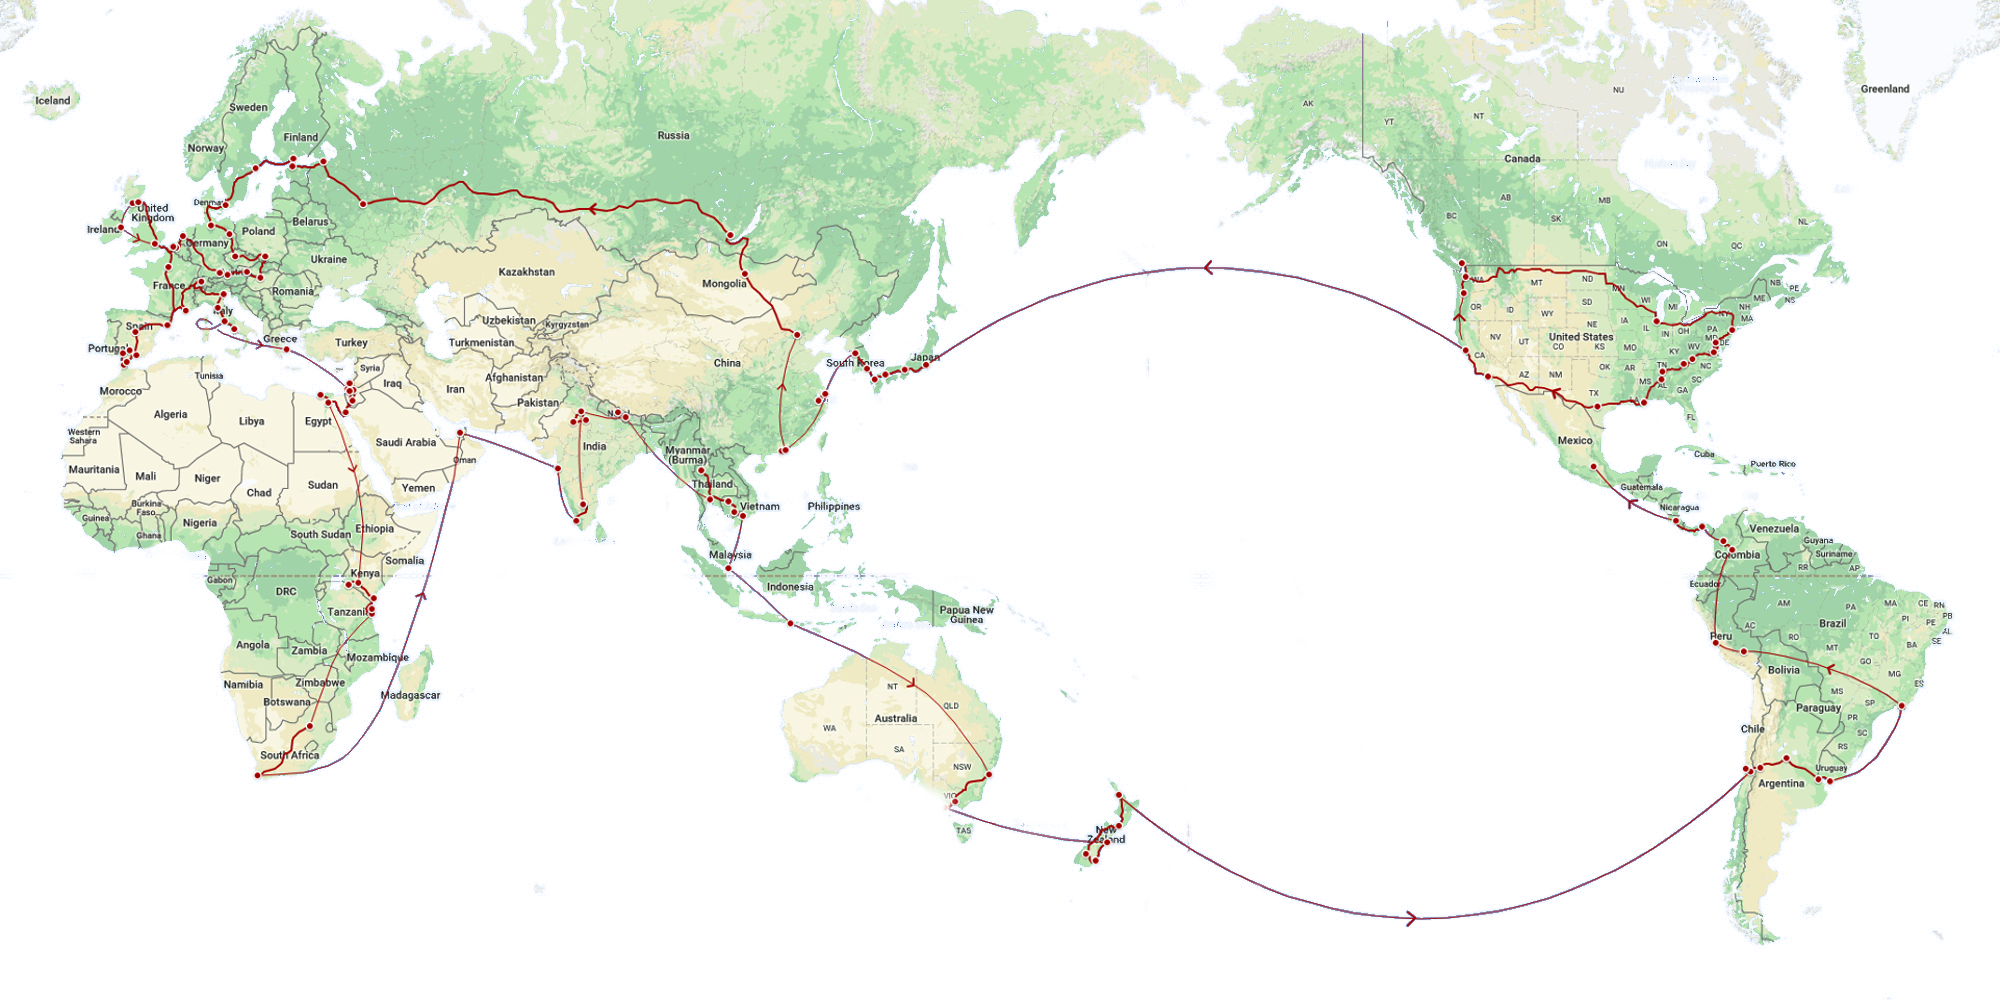 Iceland
Greenland
Sweden
Finland
Norway
Russia
AK
YT
NT
NU
Canada
BC
AB
SK
MB
ON
QC
NL
NB
PE
NS
United
Kingdom
Ireland
Denmar
Belarus
Poland
Germany
Ukraine
France
Romania
Italy
Spain
Portugal
Greece
Turkey
Kazakhstan
Mongolia
Uzbekistan
Kyrgyzstan
Turkmenistan
China
South Korea
Japan
WA
MT
ND
MN
OR
ID
WY
SD
WI
MI
NY
NH
ME
MA
NV
UT
CO
NE
KS
IA
IL
IN
OH
PA
MD
DE
United States
MO
KY
WV
CA
AZ
NM
OK
AR
TN
NC
SC
MS
AL
GA
TX
LA
FL
Morocco
Tunisia
Syria
Iraq
Iran
Afghanistan
Pakistan
Algeria
Libya
Egypt
Western
Sahara
Saudi Arabia
Oman
India
Myanmar
(Burma)
Mexico
Cuba
Puerto Rico
Mauritania
Mali
Niger
Chad
Sudan
Yemen
Thailand
Vietnam
Philippines
Guatemala
Nicaragua
Burkina
Faso
Guinea
Ghana
Nigeria
South Sudan
Ethiopia
Somalia
Malaysia
Indonesia
Venezuela
Guyana
Suriname
Colombia
RR
AP
Ecuador
Gabon
DRC
Kenya
Tanzania
Papua New
Guinea
AM
PA
MA
CE
RN
PB
PI
PE
AL
SE
Peru
AC
RO
Brazil
TO
MT
BA
GO
MG
ES
Angola
Zambia
Mozambique
Namibia
Zimbabwe
Botswana
Madagascar
South Africa
NT
QLD
WA
Australia
SA
NSW
VIC
TAS
New
Zealand
Bolivia
MS
SP
Paraguay
PR
SC
RS
Chile
Uruguay
Argentina